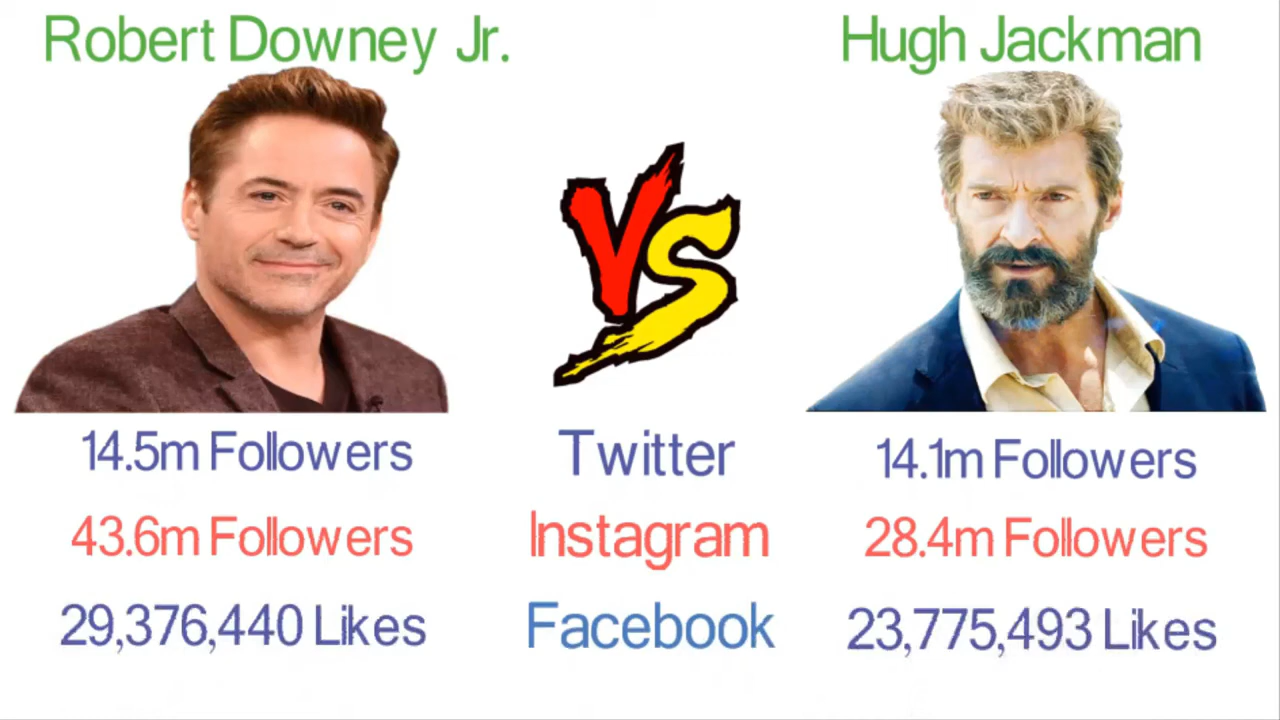 Robert Downey Jr.
Hugh Jackman
VS
14.5m Followers
Twitter
14.1m Followers
43.6m Followers
Instagram
28.4m Followers
29,376,440 Likes
Facebook
23,775,493 Likes